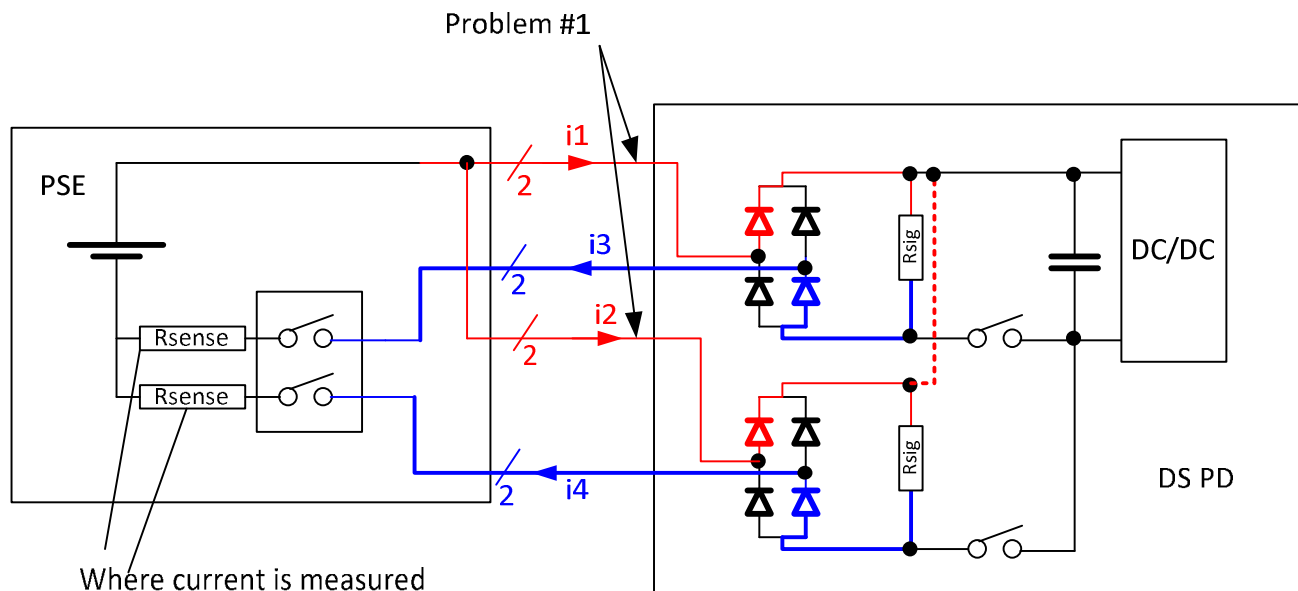 Problem #1
i1
2
PSE
i3
2
i2
2
Rsense
Rsense
i4
2
Rsig
Rsig
DC/DC
DS PD
Where current is measured